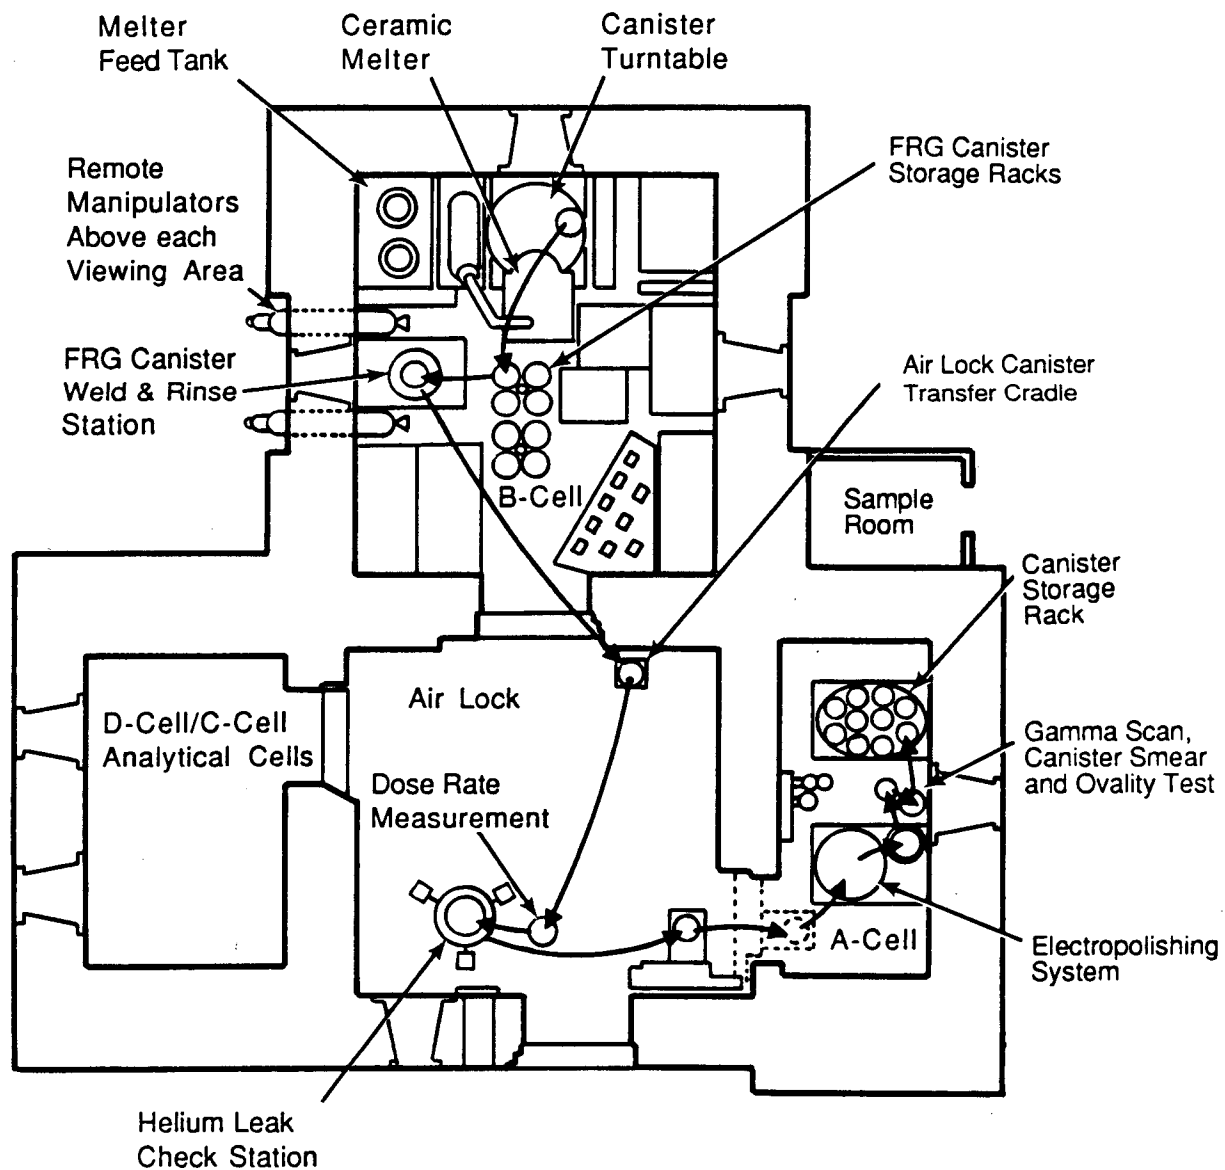 Melter
Feed Tank
Ceramic
Melter
Canister
Turntable
FRG Canister
Storage Racks
Remote
Manipulators
Above each
Viewing Area
FRG Canister
Weld & Rinse
Station
Air Lock Canister
Transfer Cradle
B-Cell
Sample
Room
Canister
Storage
Rack
Air Lock
D-Cell/C-Cell
Analytical Cells
Gamma Scan,
Canister Smear
and Ovality Test
Dose Rate
Measurement
A-Cell
Electropolishing
System
Helium Leak
Check Station